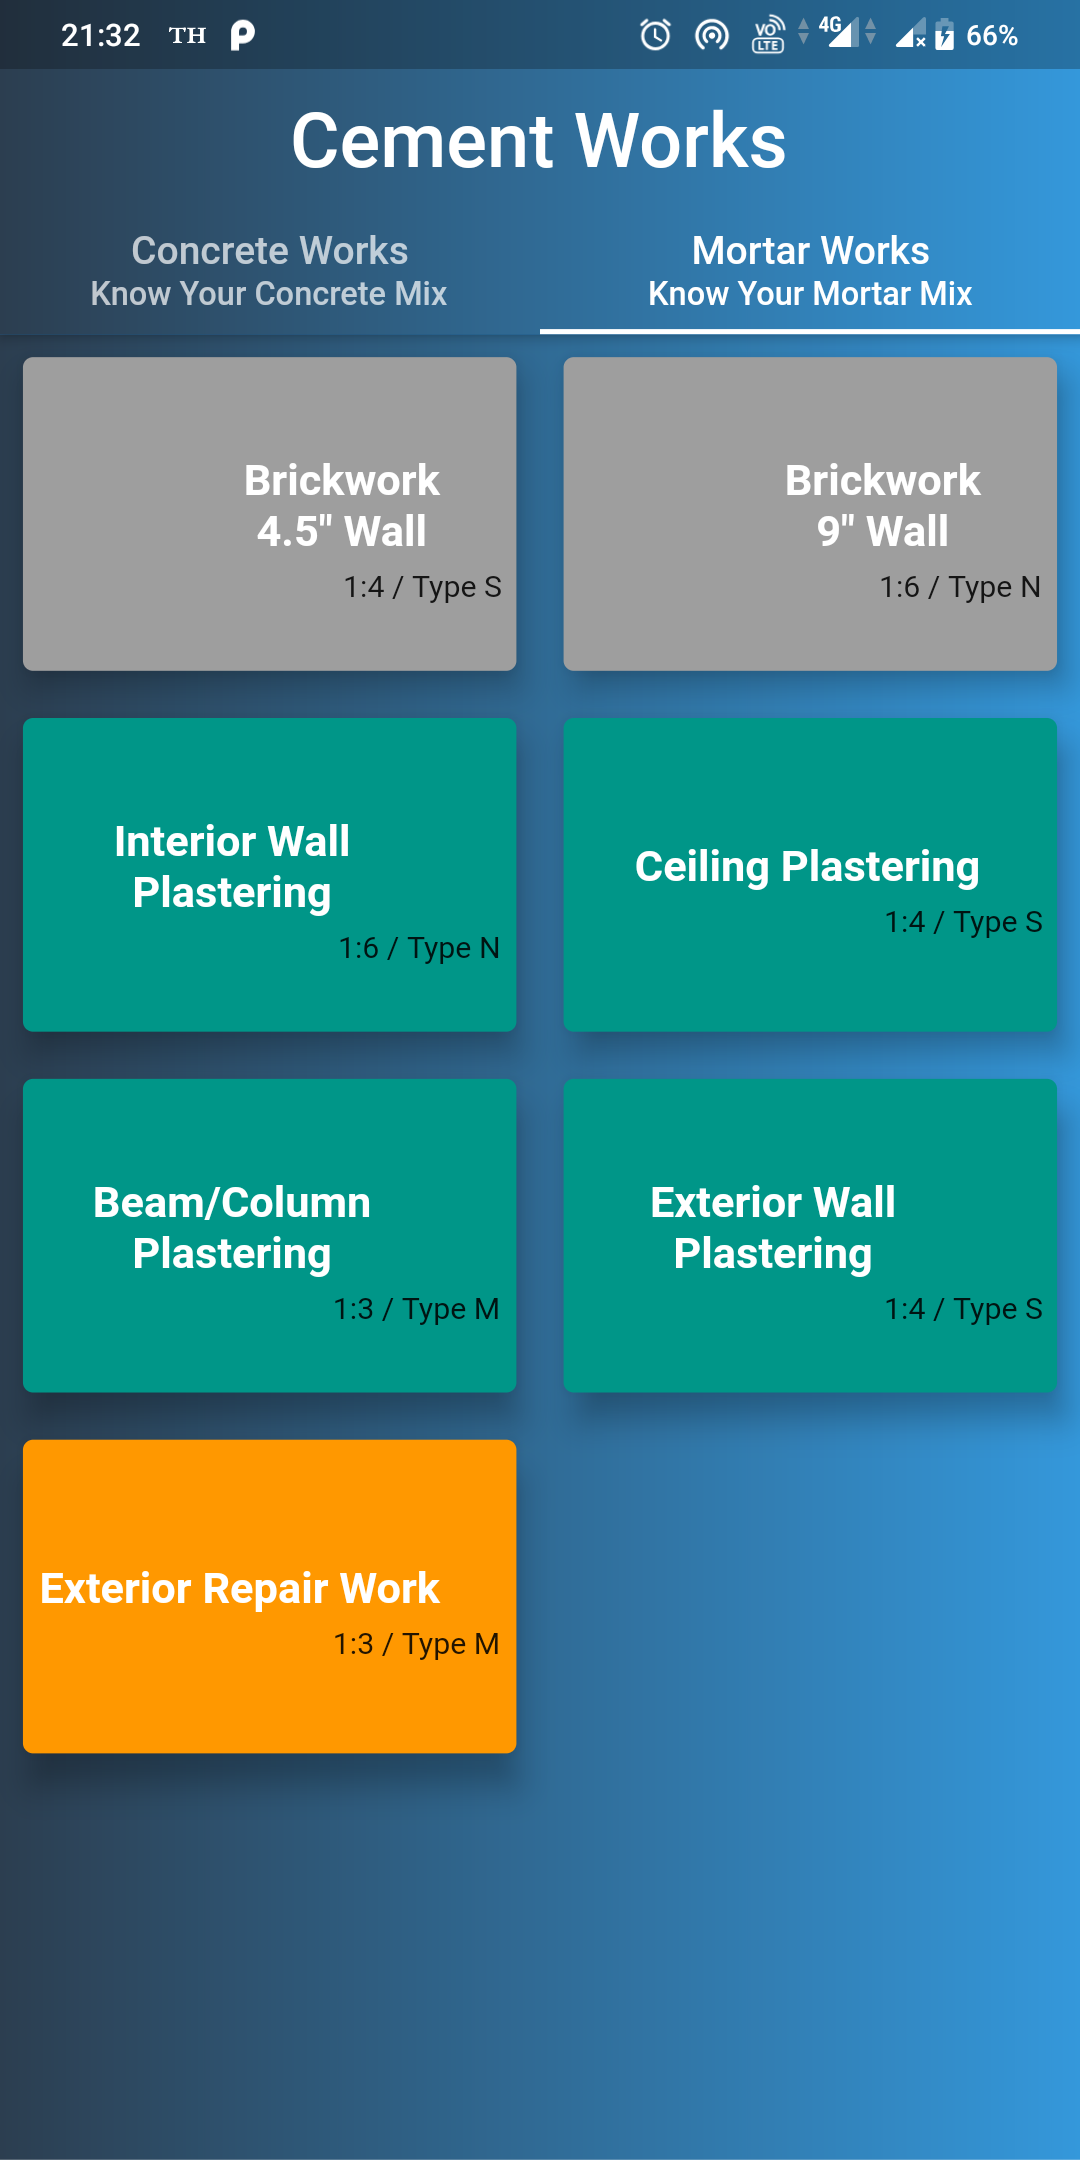 21:32 TH 4G VO LTE 66%
Cement Works
Concrete Works
Know Your Concrete Mix
Mortar Works
Know Your Mortar Mix
Brickwork
4.5" Wall
1:4 / Type S
Brickwork
9" Wall
1:6 / Type N
Interior Wall
Plastering
1:6 / Type N
Ceiling Plastering
1:4 / Type S
Beam/Column
Plastering
1:3 / Type M
Exterior Wall
Plastering
1:4 / Type S
Exterior Repair Work
1:3 / Type M